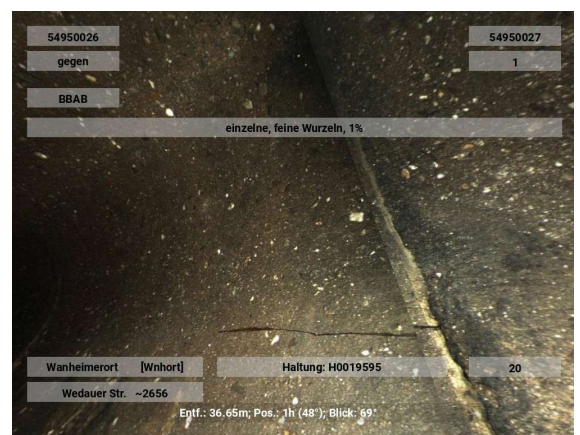 54950026 54950027
gegen 1
BBAB
einzelne, feine Wurzeln, 1%
Wanheimerort [Wnhort] Haltung: H0019595 20
Wedauer Str. ~2656
Entf.: 36.65m; Pos.: 1h (48°); Blick: 69°